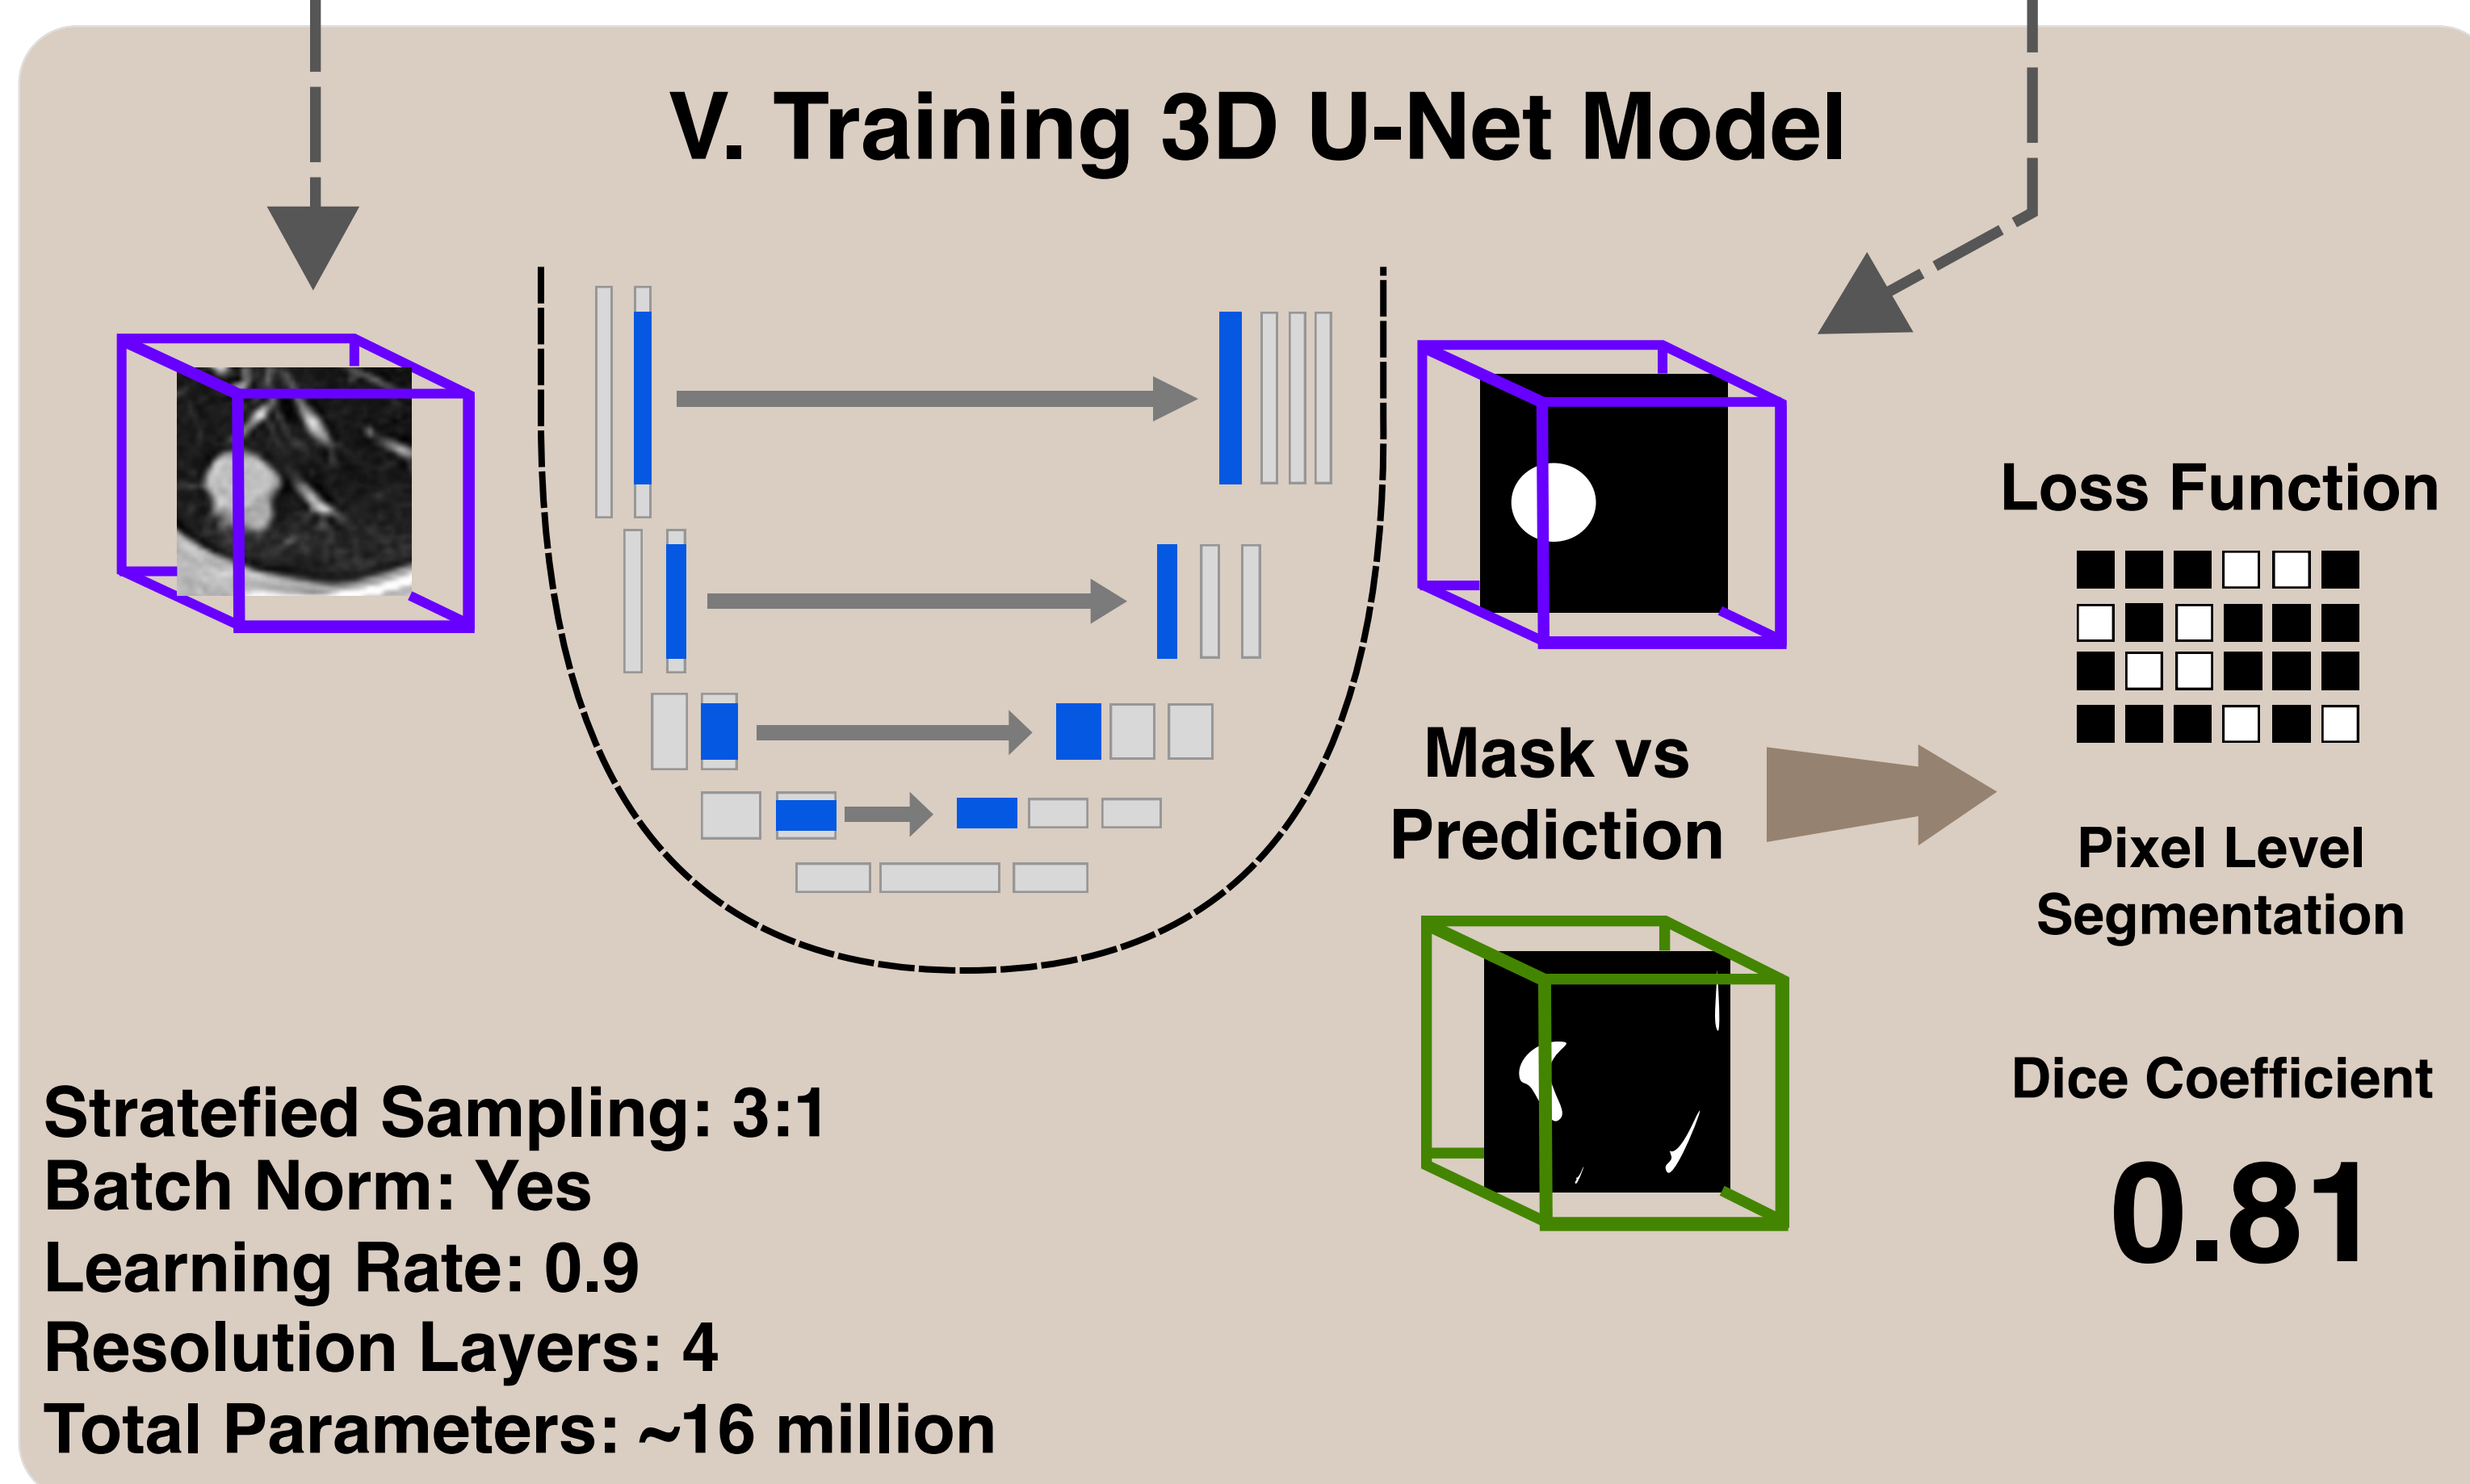 V. Training 3D U-Net Model
Loss Function
Mask vs
Prediction
Pixel Level
Segmentation
Dice Coefficient
0.81
Stratefied Sampling: 3:1
Batch Norm: Yes
Learning Rate: 0.9
Resolution Layers: 4
Total Parameters: ~16 million